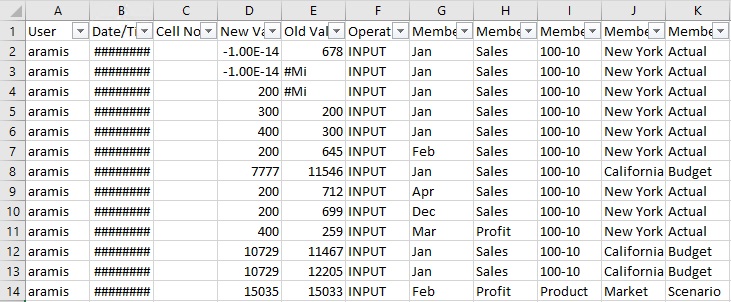 A B C D E F G H I J K
1 User Date/Ti Cell No New Va Old Val Operat Membe Membe Membe Membe Membe
2 aramis ######## -1.00E-14 678 INPUT Jan Sales 100-10 New York Actual
3 aramis ######## -1.00E-14 #Mi INPUT Jan Sales 100-10 New York Actual
4 aramis ######## 200 #Mi INPUT Jan Sales 100-10 New York Actual
5 aramis ######## 300 200 INPUT Jan Sales 100-10 New York Actual
6 aramis ######## 400 300 INPUT Jan Sales 100-10 New York Actual
7 aramis ######## 200 645 INPUT Feb Sales 100-10 New York Actual
8 aramis ######## 7777 11546 INPUT Jan Sales 100-10 California Budget
9 aramis ######## 200 712 INPUT Apr Sales 100-10 New York Actual
10 aramis ######## 200 699 INPUT Dec Sales 100-10 New York Actual
11 aramis ######## 400 259 INPUT Mar Profit 100-10 New York Actual
12 aramis ######## 10729 11467 INPUT Jan Sales 100-10 California Budget
13 aramis ######## 10729 12205 INPUT Jan Sales 100-10 California Budget
14 aramis ######## 15035 15033 INPUT Feb Profit Product Market Scenario